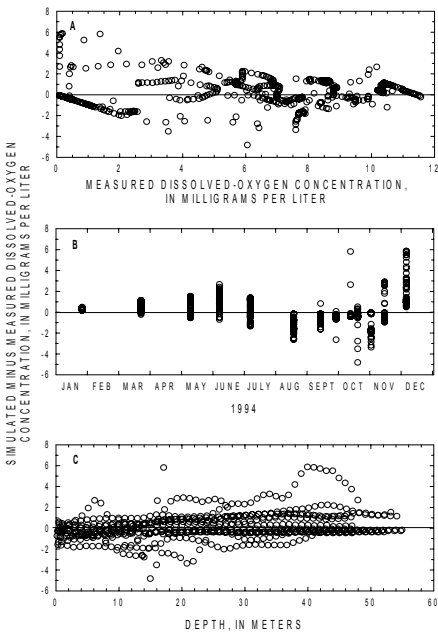 SIMULATED MINUS MEASURED DISSOLVED-OXYGEN
CONCENTRATION, IN MILLIGRAMS PER LITER
A
8
6
4
2
0
-2
-4
-6
0 2 4 6 8 10 12
MEASURED DISSOLVED-OXYGEN CONCENTRATION,
IN MILLIGRAMS PER LITER
B
8
6
4
2
0
-2
-4
-6
JAN FEB MAR APR MAY JUNE JULY AUG SEPT OCT NOV DEC
1994
C
8
6
4
2
0
-2
-4
-6
-8
0 10 20 30 40 50 60
DEPTH, IN METERS